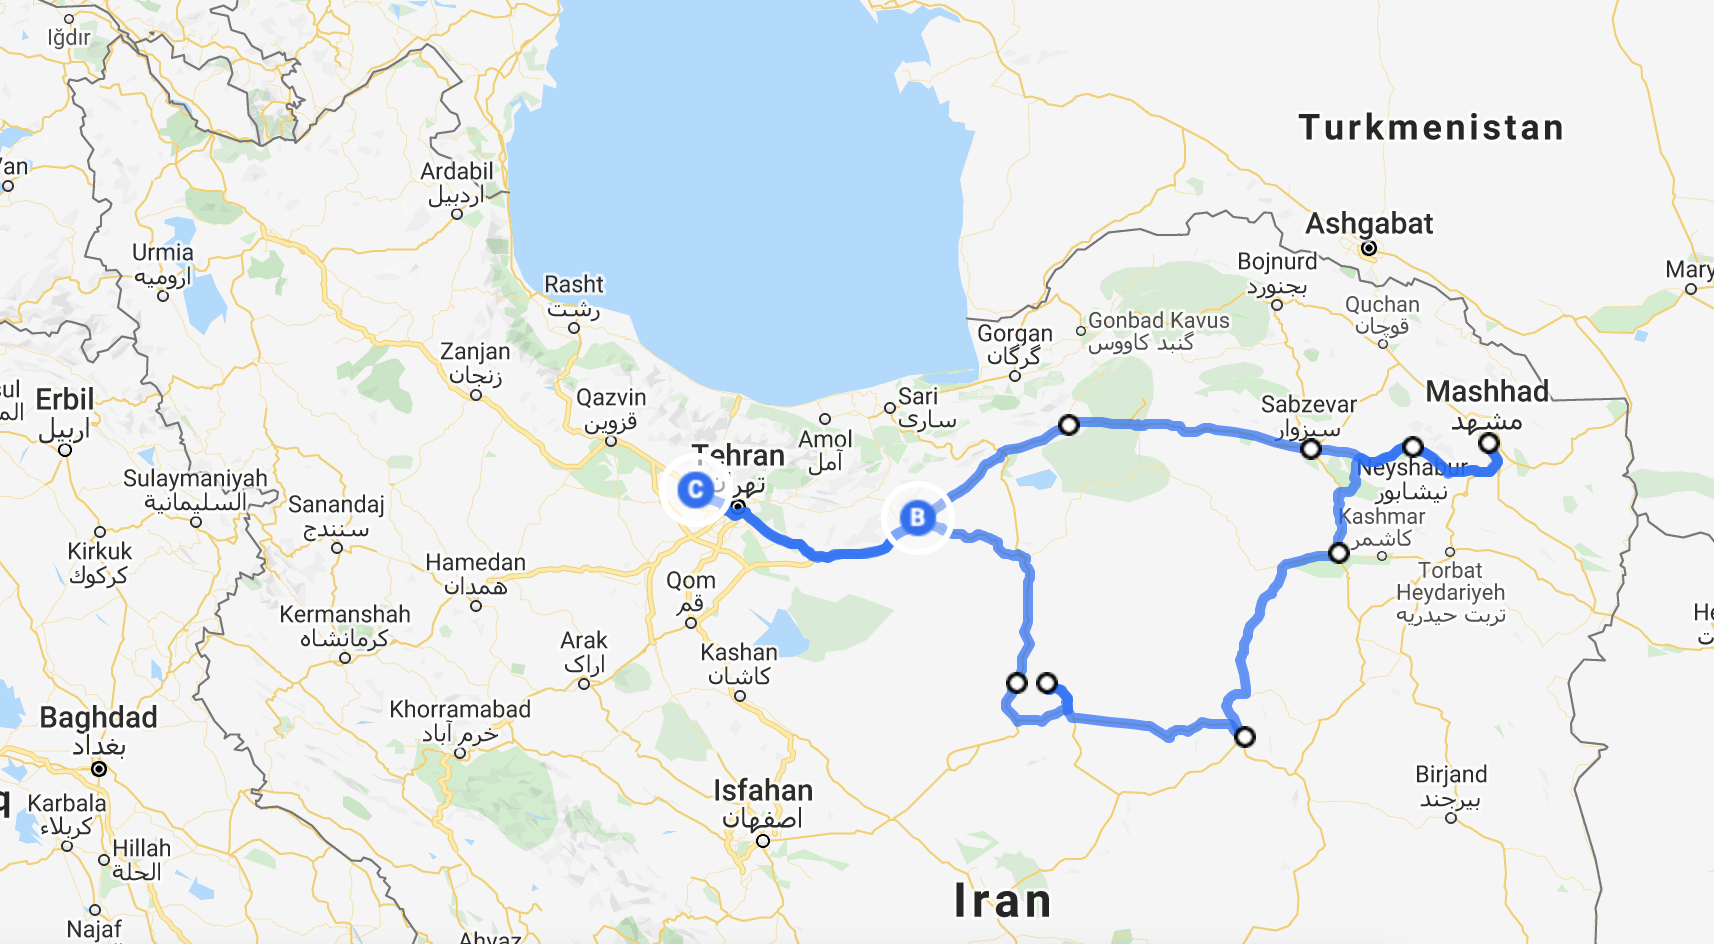 Iğdır
Turkmenistan
Van
Ardabil
اردبیل
Ashgabat
Urmia
ارومیه
Bojnurd
بجنورد
Mary
Rasht
رشت
Quchan
قوچان
Gonbad Kavus
گنبد کاووس
Gorgan
گرگان
Zanjan
زنجان
Erbil
اربيل
Qazvin
قزوین
Sari
ساری
Sabzevar
سبزوار
Mashhad
مشهد
Amol
آمل
Tehran
تهران
C
B
Neyshabur
نیشابور
Sulaymaniyah
السليمانية
Sanandaj
سنندج
Kashmar
کاشمر
Kirkuk
كركوك
Hamedan
همدان
Qom
قم
Torbat
Heydariyeh
تربت حیدریه
Kermanshah
کرمانشاه
Arak
اراک
Kashan
کاشان
Baghdad
بغداد
Khorramabad
خرم آباد
Isfahan
اصفهان
Birjand
بیرجند
Karbala
كربلاء
Hillah
الحلة
Iran
Najaf
Ahvaz